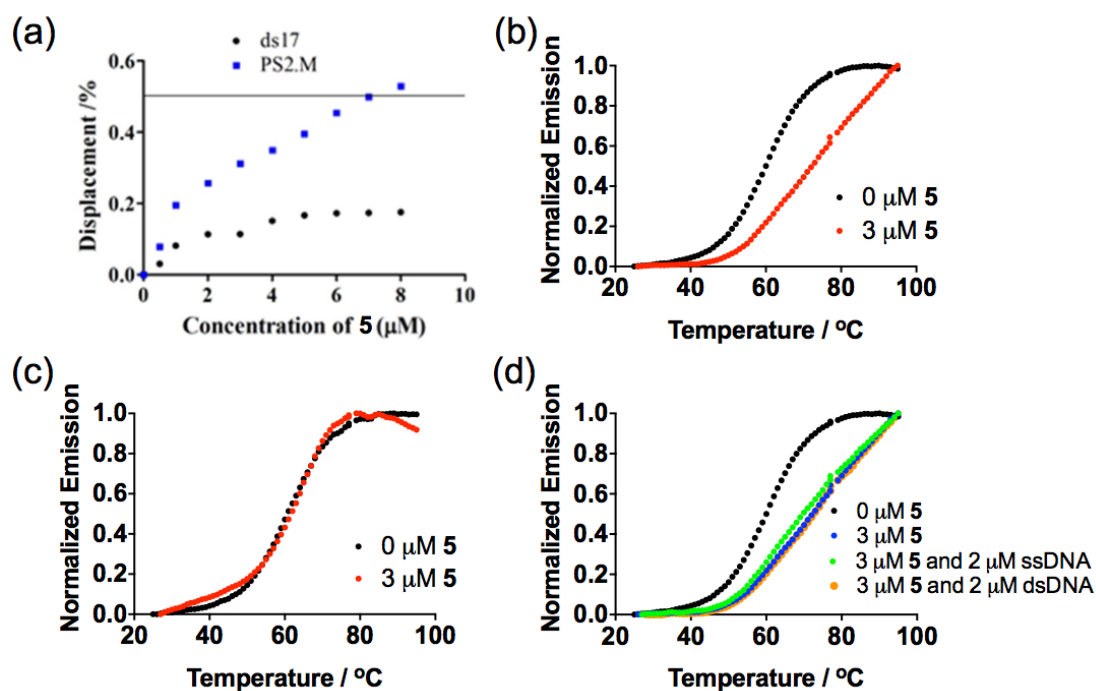 (a)
ds17
PS2.M
0.6
0.4
0.2
0.0
Displacement /%
0 2 4 6 8 10
Concentration of 5 (μM)
(b)
1.0
0.8
0.6
0.4
0.2
0.0
Normalized Emission
0 μM 5
3 μM 5
20 40 60 80 100
Temperature / °C
(c)
1.0
0.8
0.6
0.4
0.2
0.0
Normalized Emission
0 μM 5
3 μM 5
20 40 60 80 100
Temperature / °C
(d)
1.0
0.8
0.6
0.4
0.2
0.0
Normalized Emission
0 μM 5
3 μM 5
3 μM 5 and 2 μM ssDNA
3 μM 5 and 2 μM dsDNA
20 40 60 80 100
Temperature / °C